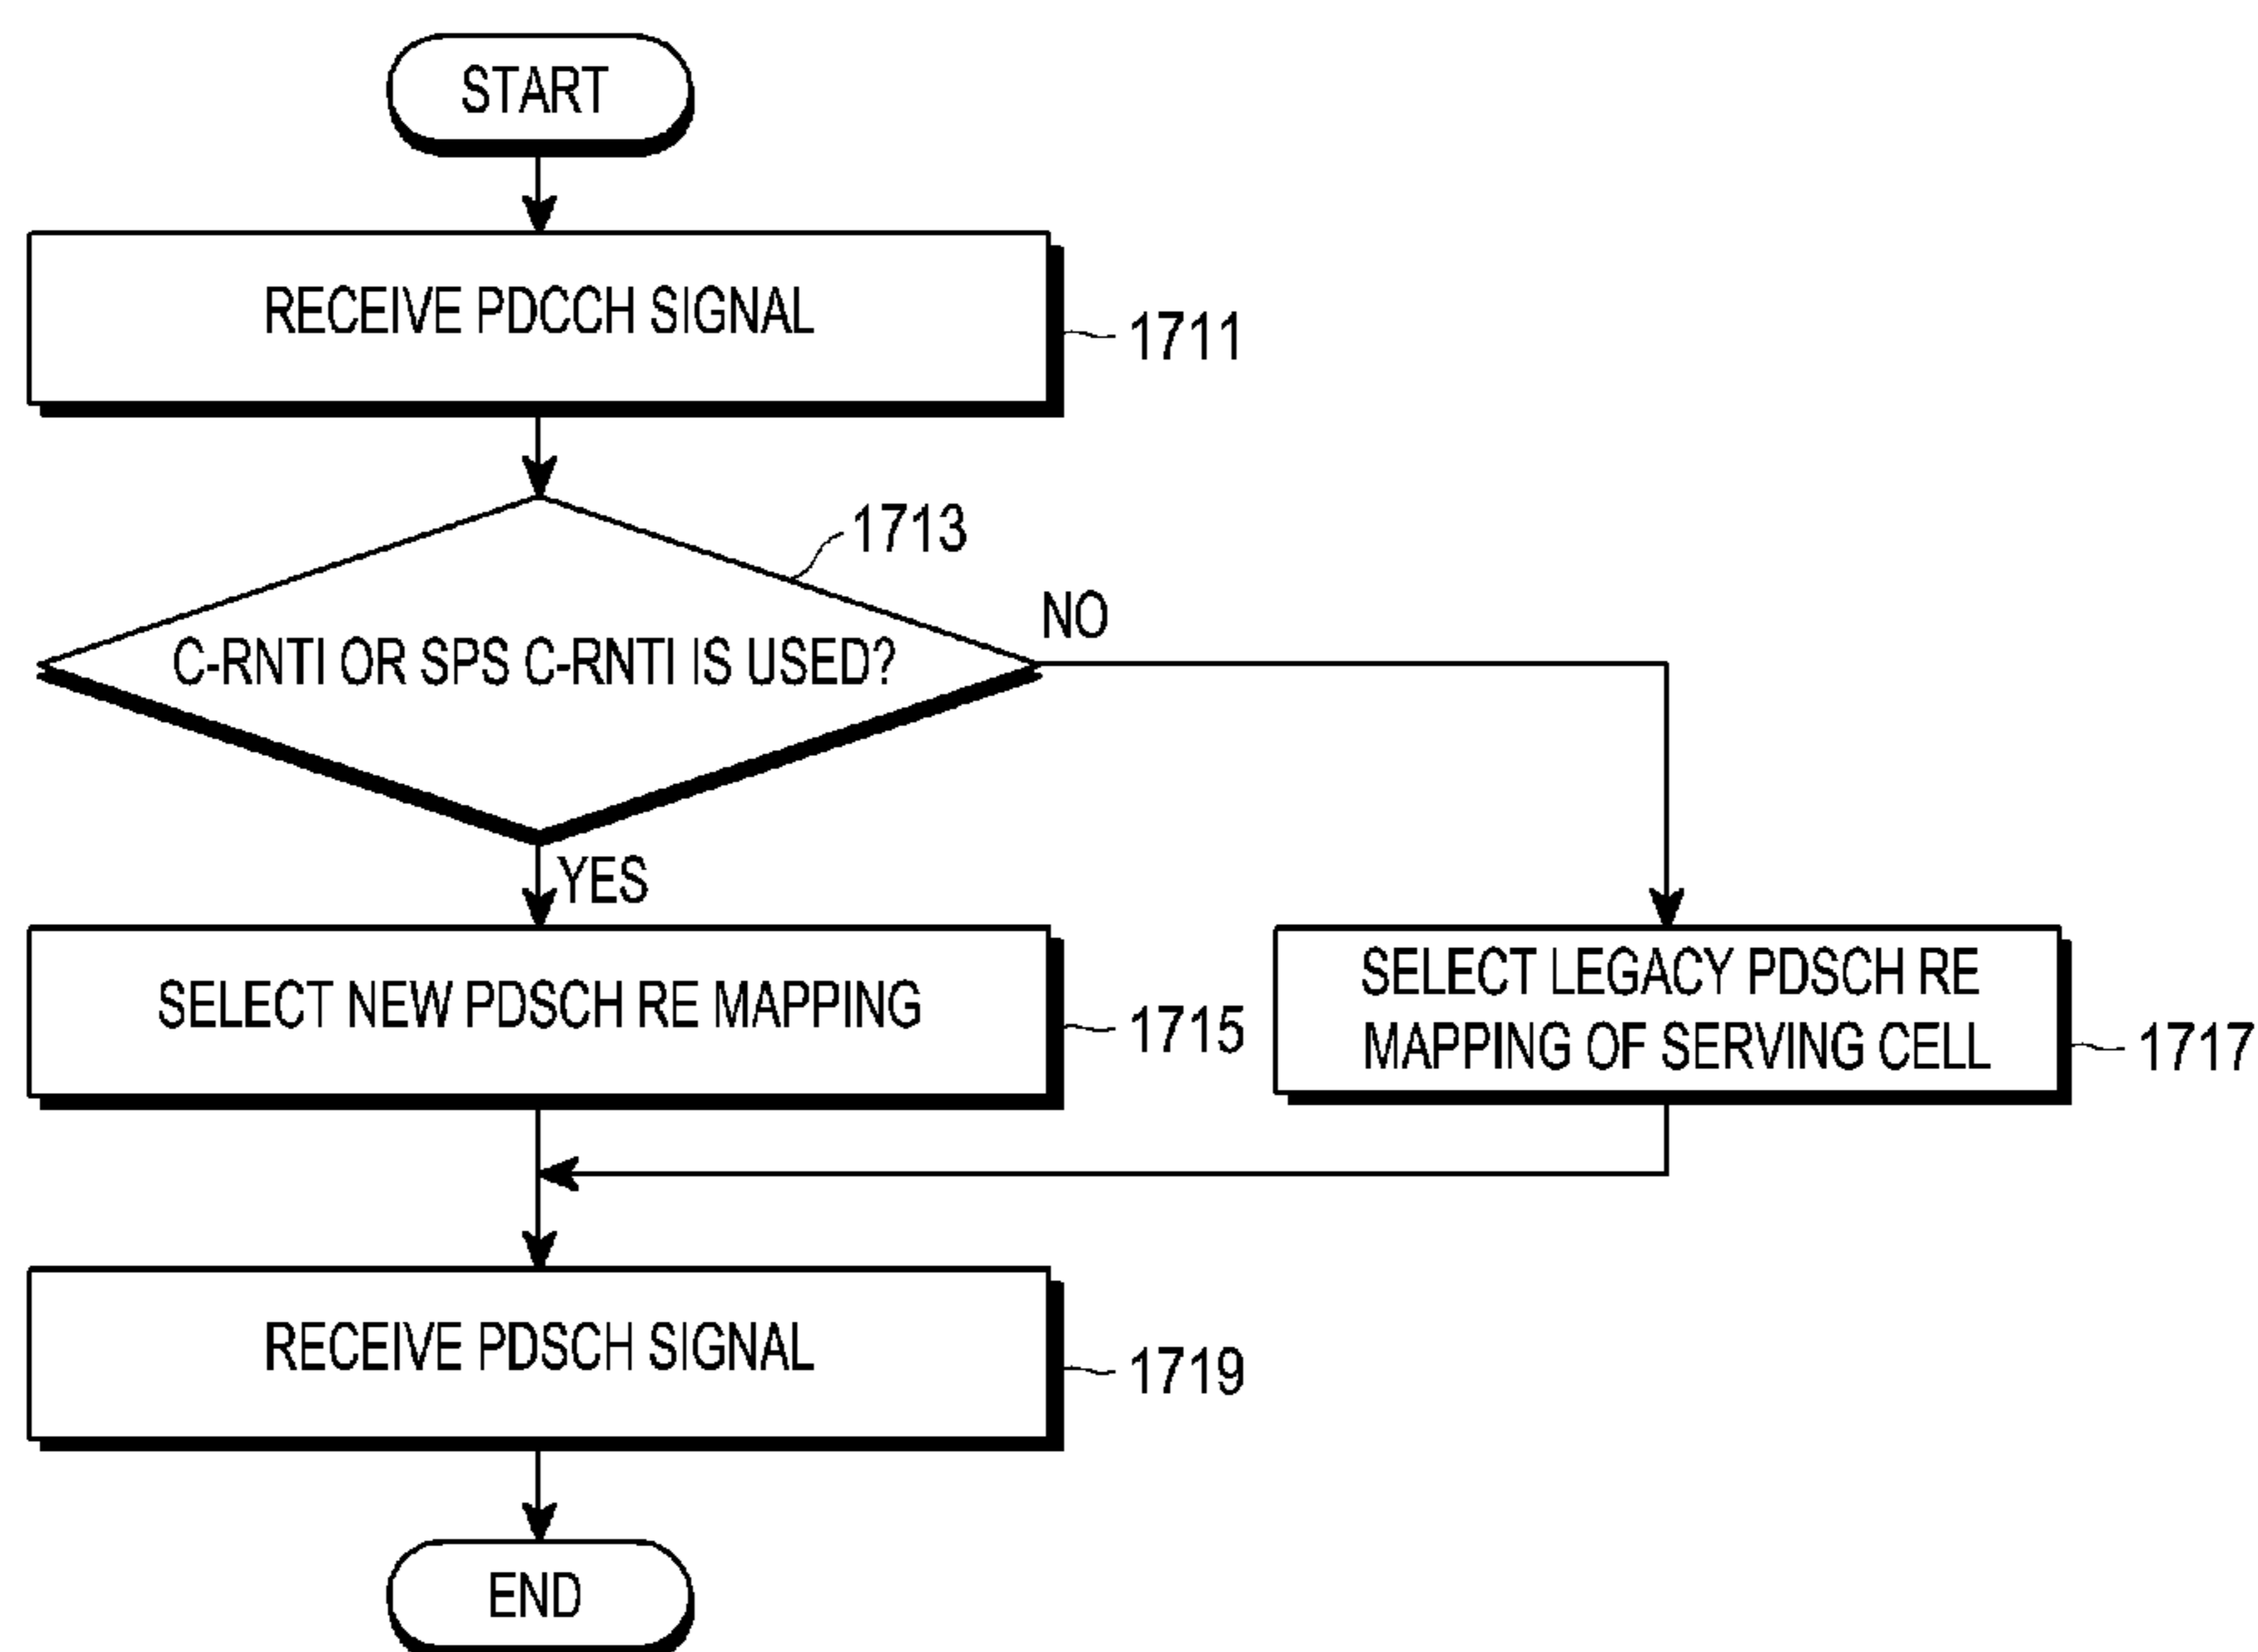 START
RECEIVE PDCCH SIGNAL
1711
1713
C-RNTI OR SPS C-RNTI IS USED?
NO
YES
SELECT NEW PDSCH RE MAPPING
1715
SELECT LEGACY PDSCH RE
MAPPING OF SERVING CELL
1717
RECEIVE PDSCH SIGNAL
1719
END